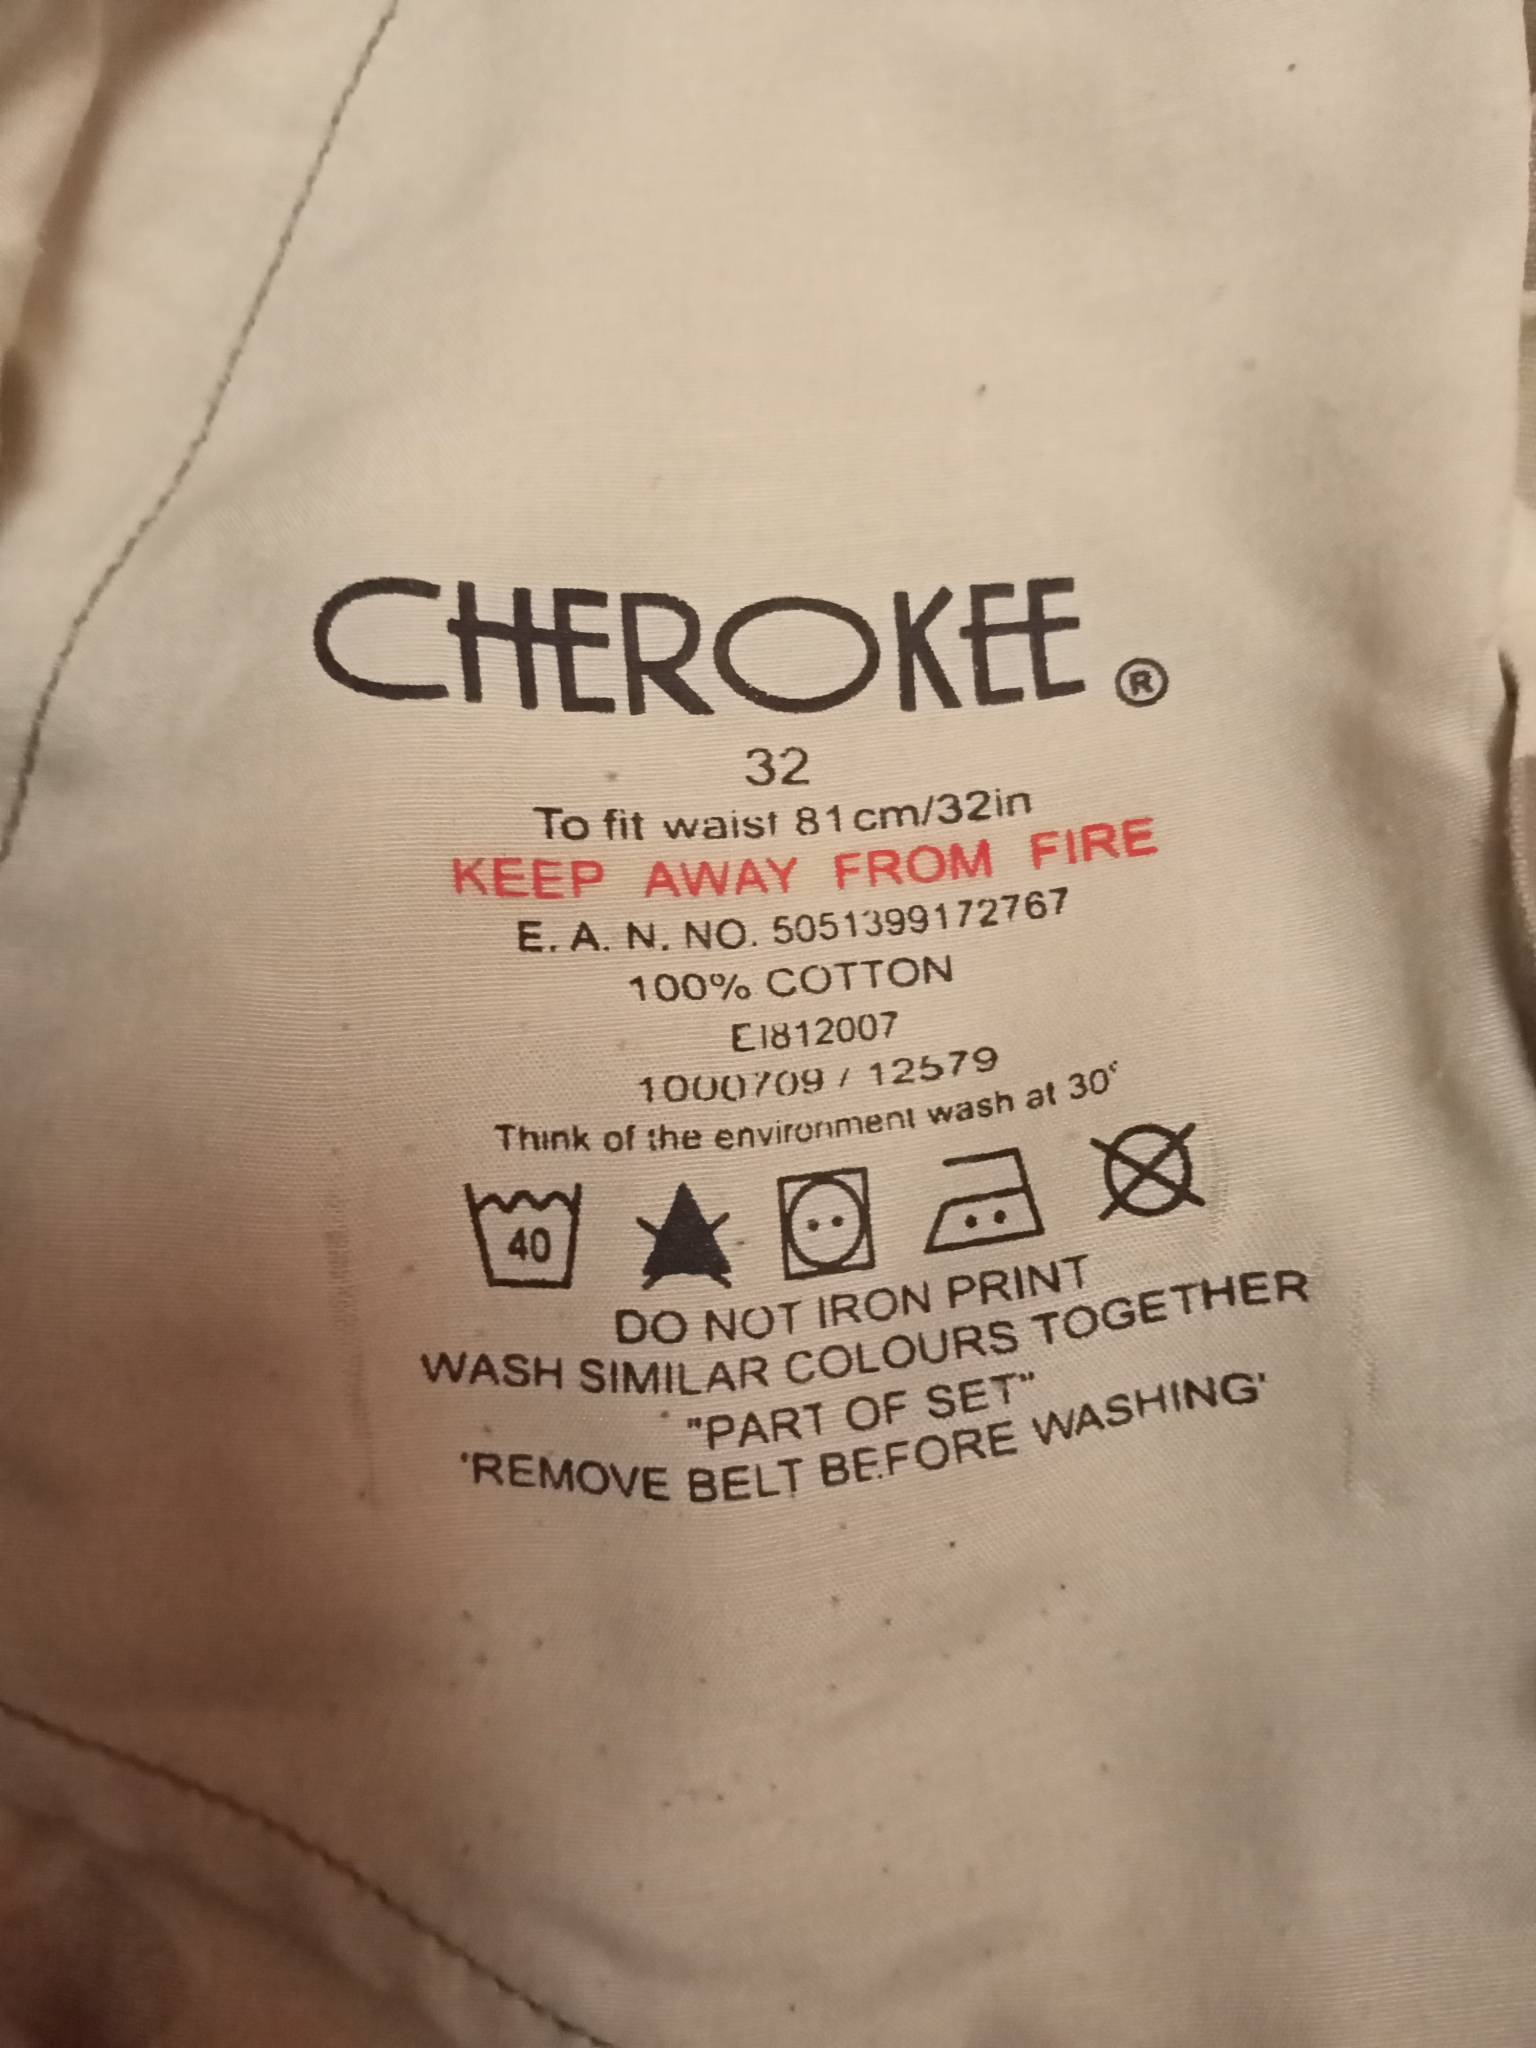 CHEROKEE ®
32
To fit waist 81cm/32in
KEEP AWAY FROM FIRE
E. A. N. NO. 5051399172767
100% COTTON
EI812007
1000709 / 12579
Think of the environment wash at 30°
40
DO NOT IRON PRINT
WASH SIMILAR COLOURS TOGETHER
"PART OF SET"
'REMOVE BELT BEFORE WASHING'